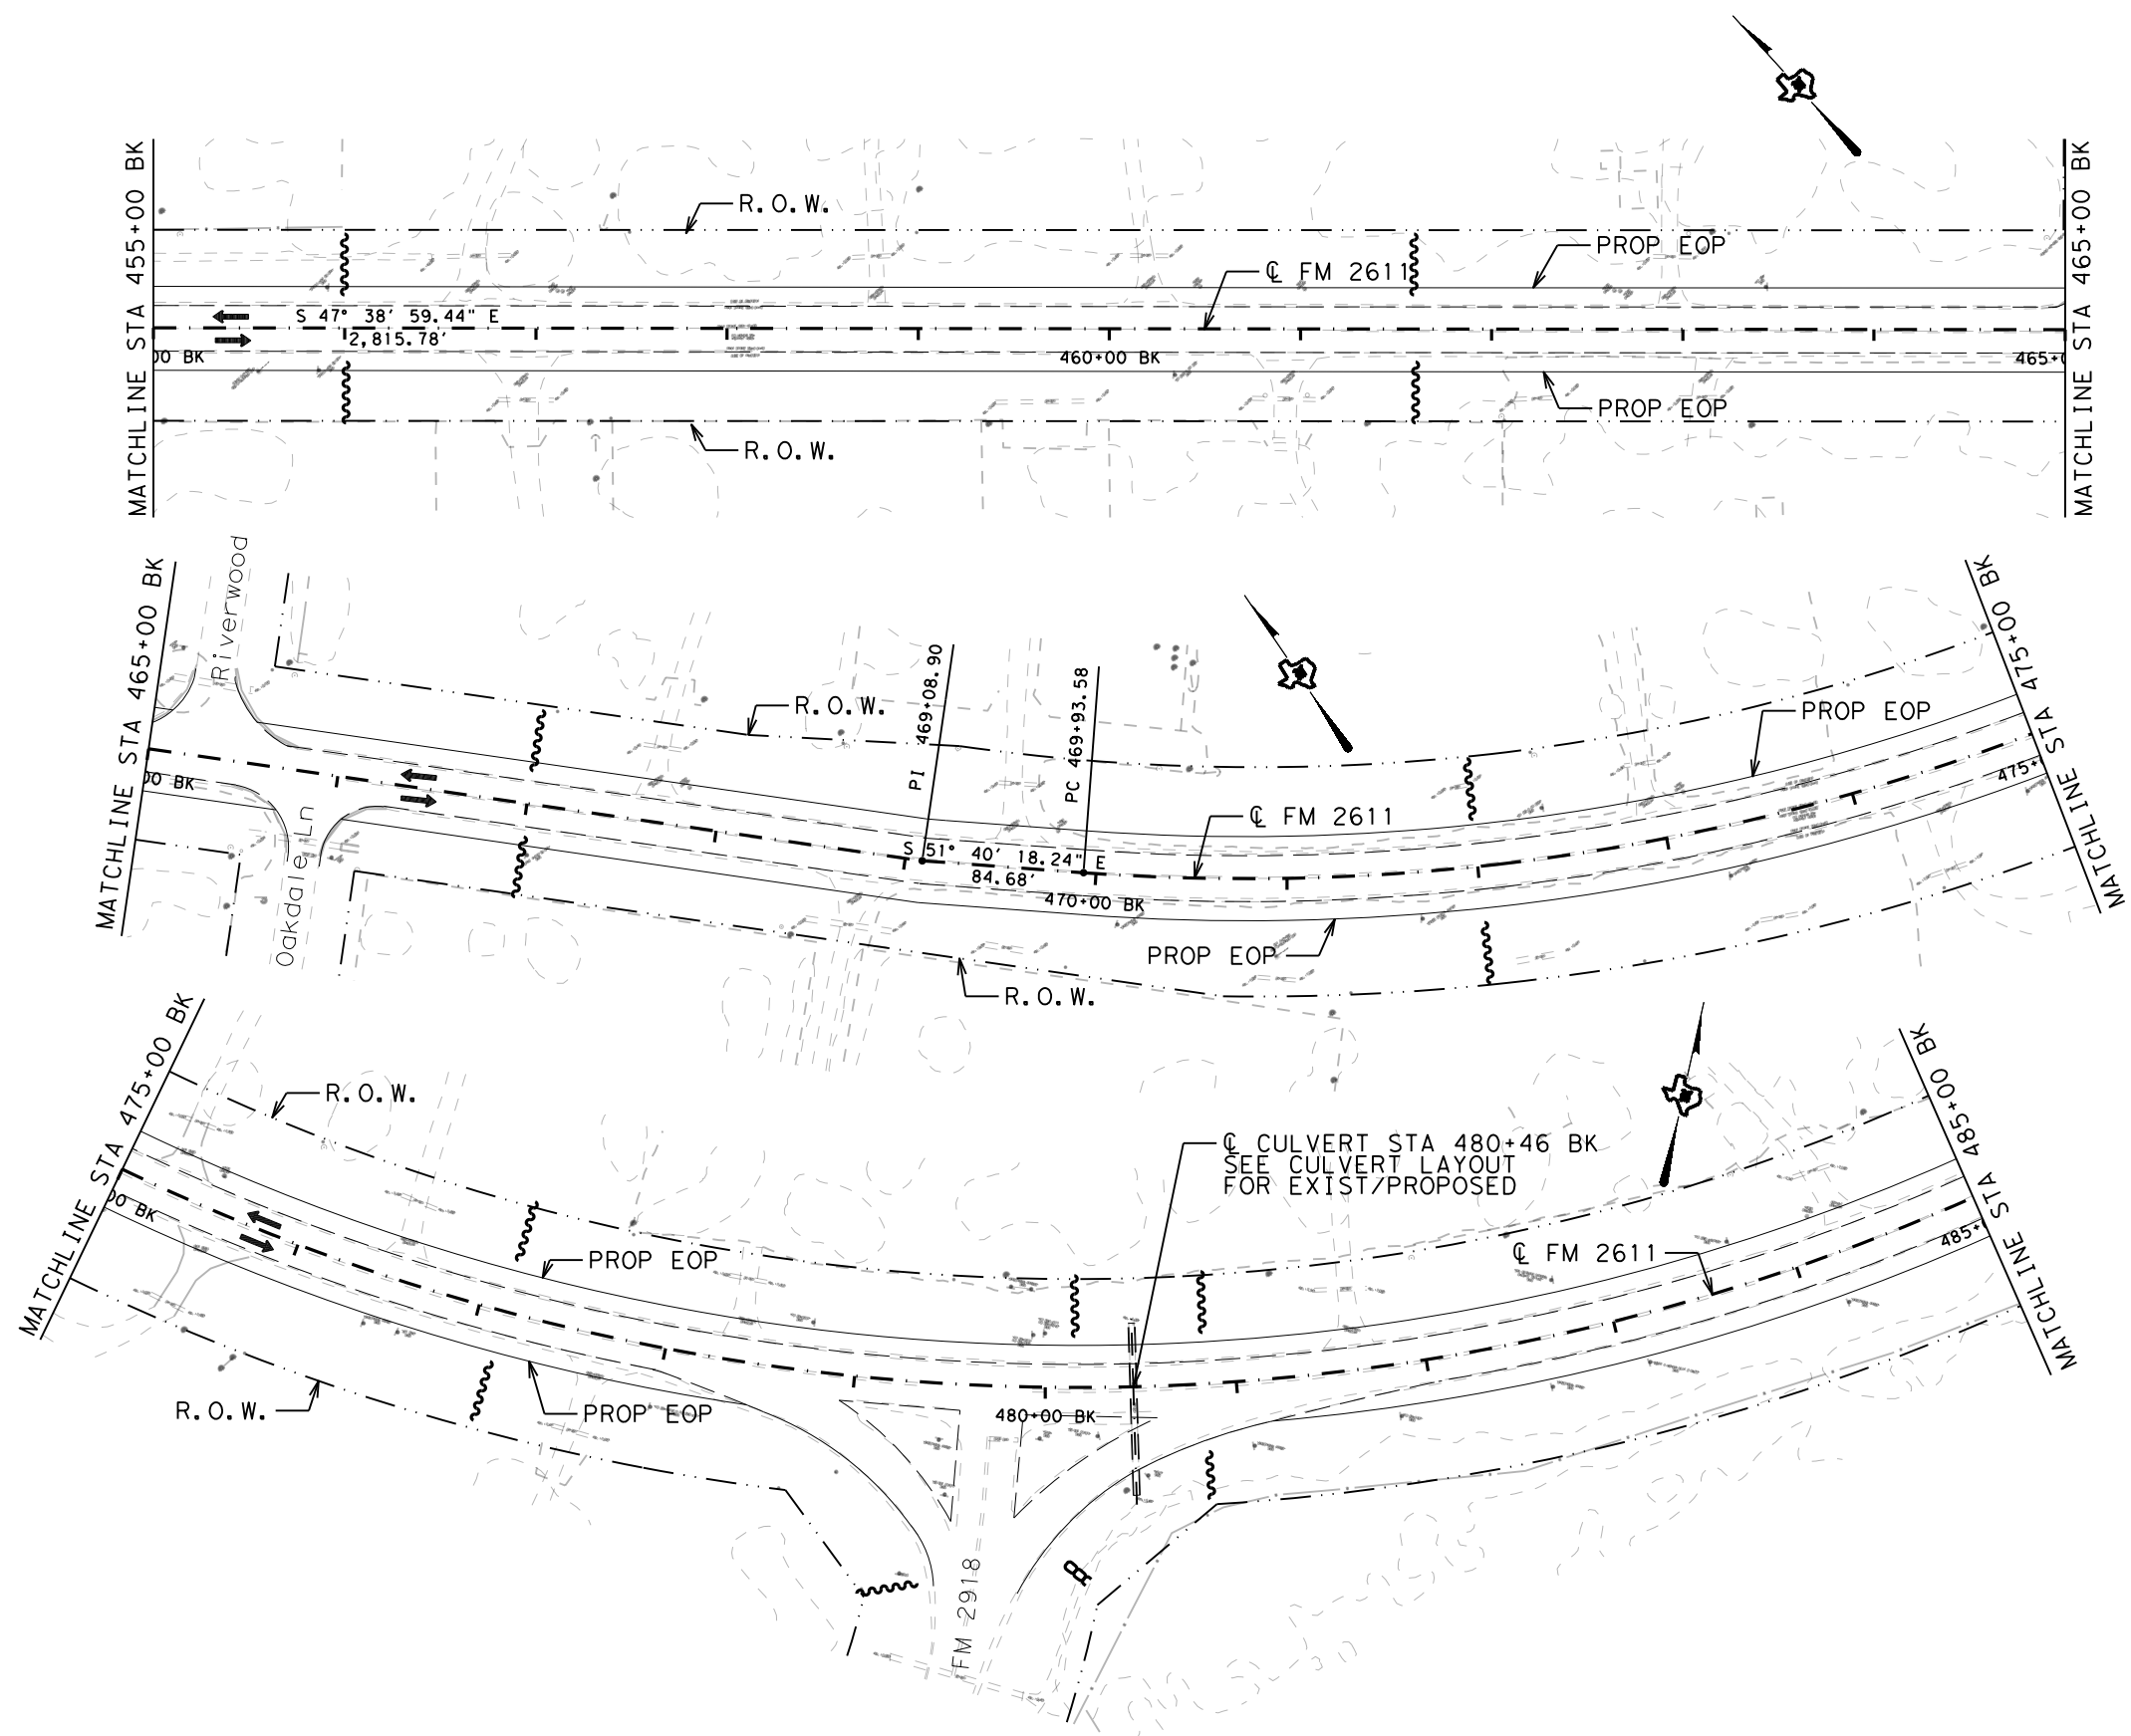 MATCHLINE STA 455+00 BK
R.O.W.
PROP EOP
℄ FM 2611
S 47° 38' 59.44" E
2,815.78'
00 BK
460+00 BK
465+0
PROP EOP
R.O.W.
MATCHLINE STA 465+00 BK
MATCHLINE STA 465+00 BK
Riverwood
00 BK
Oakdale Ln
R.O.W.
PI 469+08.90
PC 469+93.58
PROP EOP
℄ FM 2611
S 51° 40' 18.24" E
84.68'
470+00 BK
475+
PROP EOP
R.O.W.
MATCHLINE STA 475+00 BK
MATCHLINE STA 475+00 BK
R.O.W.
00 BK
℄ CULVERT STA 480+46 BK
SEE CULVERT LAYOUT
FOR EXIST/PROPOSED
PROP EOP
℄ FM 2611
485+
R.O.W.
PROP EOP
480+00 BK
FM 2918
MATCHLINE STA 485+00 BK